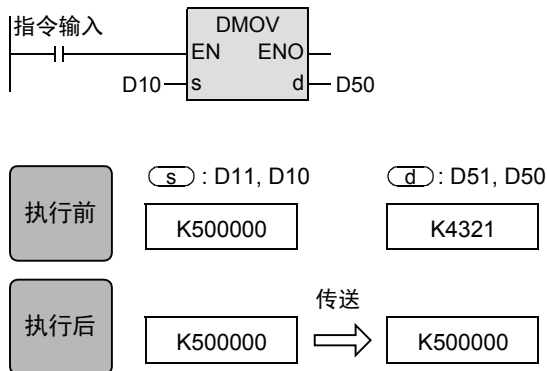 指令输入
DMOV
EN ENO
D10 s d D50
s : D11, D10 d : D51, D50
执行前 K500000 K4321
传送
执行后 K500000 K500000